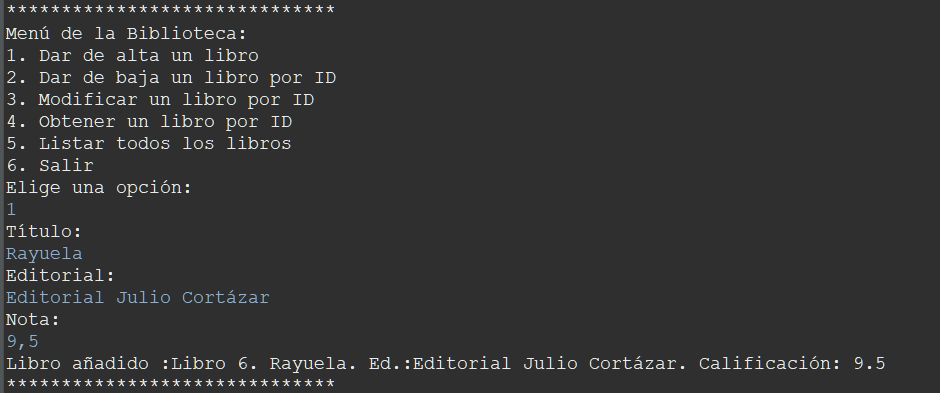 ******************************
Menú de la Biblioteca:
1. Dar de alta un libro
2. Dar de baja un libro por ID
3. Modificar un libro por ID
4. Obtener un libro por ID
5. Listar todos los libros
6. Salir
Elige una opción:
1
Título:
Rayuela
Editorial:
Editorial Julio Cortázar
Nota:
9,5
Libro añadido :Libro 6. Rayuela. Ed.:Editorial Julio Cortázar. Calificación: 9.5
******************************